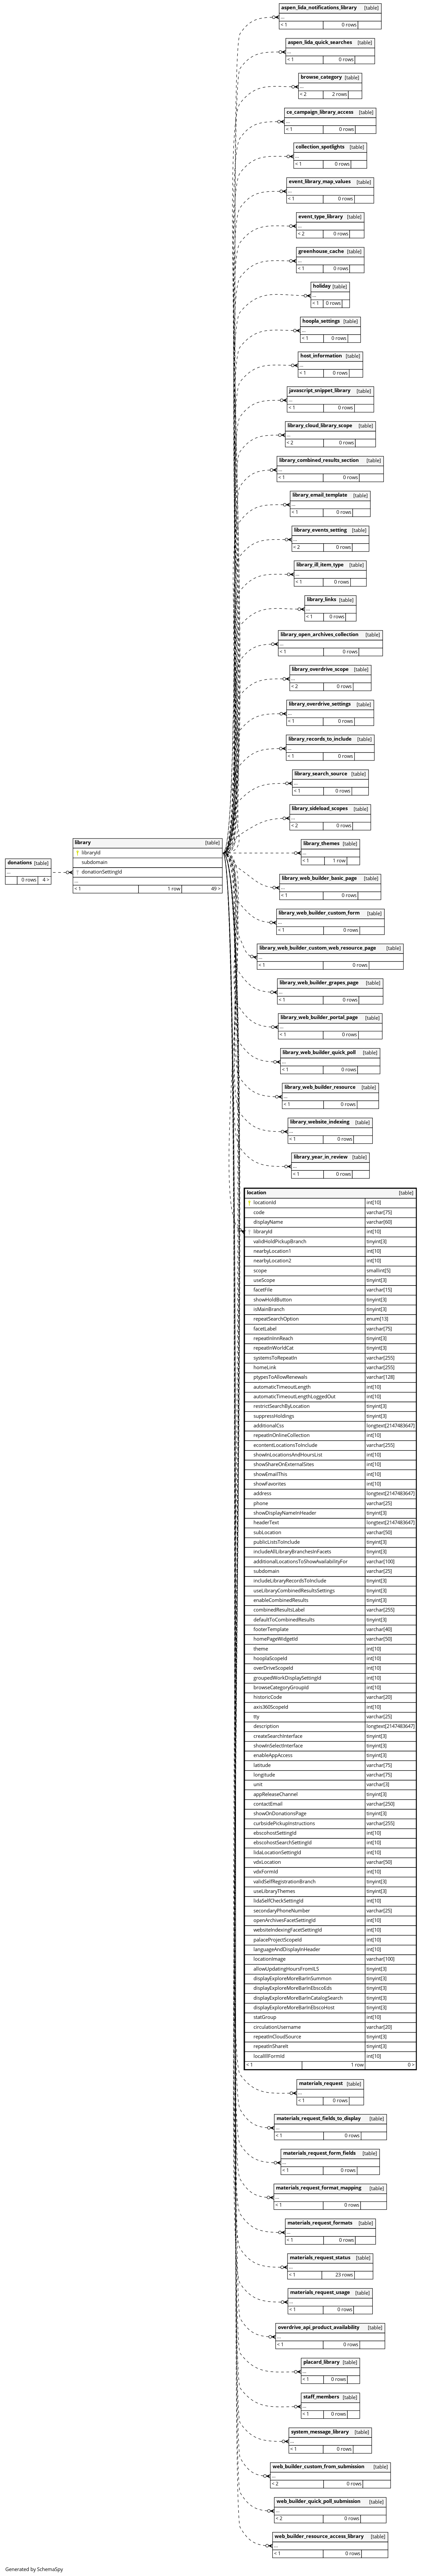 aspen_lida_notifications_library [table]
...
< 1 0 rows
aspen_lida_quick_searches [table]
...
< 1 0 rows
browse_category [table]
...
< 2 2 rows
ce_campaign_library_access [table]
...
< 1 0 rows
collection_spotlights [table]
...
< 1 0 rows
event_library_map_values [table]
...
< 1 0 rows
event_type_library [table]
...
< 2 0 rows
greenhouse_cache [table]
...
< 1 0 rows
holiday [table]
...
< 1 0 rows
hoopla_settings [table]
...
< 1 0 rows
host_information [table]
...
< 1 0 rows
javascript_snippet_library [table]
...
< 1 0 rows
library_cloud_library_scope [table]
...
< 2 0 rows
library_combined_results_section [table]
...
< 1 0 rows
library_email_template [table]
...
< 1 0 rows
library_events_setting [table]
...
< 2 0 rows
library_ill_item_type [table]
...
< 1 0 rows
library_links [table]
...
< 1 0 rows
library_open_archives_collection [table]
...
< 1 0 rows
library_overdrive_scope [table]
...
< 2 0 rows
library_overdrive_settings [table]
...
< 1 0 rows
library_records_to_include [table]
...
< 1 0 rows
library_search_source [table]
...
< 1 0 rows
library_sideload_scopes [table]
...
< 2 0 rows
library [table]
libraryId
subdomain
donationSettingId
...
< 1 1 row 49 >
donations [table]
...
0 rows 4 >
library_themes [table]
...
< 1 1 row
library_web_builder_basic_page [table]
...
< 1 0 rows
library_web_builder_custom_form [table]
...
< 1 0 rows
library_web_builder_custom_web_resource_page [table]
...
< 1 0 rows
library_web_builder_grapes_page [table]
...
< 1 0 rows
library_web_builder_portal_page [table]
...
< 1 0 rows
library_web_builder_quick_poll [table]
...
< 1 0 rows
library_web_builder_resource [table]
...
< 1 0 rows
library_website_indexing [table]
...
< 1 0 rows
library_year_in_review [table]
...
< 1 0 rows
location [table]
locationId int[10]
code varchar[75]
displayName varchar[60]
libraryId int[10]
validHoldPickupBranch tinyint[3]
nearbyLocation1 int[10]
nearbyLocation2 int[10]
scope smallint[5]
useScope tinyint[3]
facetFile varchar[15]
showHoldButton tinyint[3]
isMainBranch tinyint[3]
repeatSearchOption enum[13]
facetLabel varchar[75]
repeatInInnReach tinyint[3]
repeatInWorldCat tinyint[3]
systemsToRepeatIn varchar[255]
homeLink varchar[255]
ptypesToAllowRenewals varchar[128]
automaticTimeoutLength int[10]
automaticTimeoutLengthLoggedOut int[10]
restrictSearchByLocation tinyint[3]
suppressHoldings tinyint[3]
additionalCss longtext[2147483647]
repeatInOnlineCollection int[10]
econtentLocationsToInclude varchar[255]
showInLocationsAndHoursList int[10]
showShareOnExternalSites int[10]
showEmailThis int[10]
showFavorites int[10]
address longtext[2147483647]
phone varchar[25]
showDisplayNameInHeader tinyint[3]
headerText longtext[2147483647]
subLocation varchar[50]
publicListsToInclude tinyint[3]
includeAllLibraryBranchesInFacets tinyint[3]
additionalLocationsToShowAvailabilityFor varchar[100]
subdomain varchar[25]
includeLibraryRecordsToInclude tinyint[3]
useLibraryCombinedResultsSettings tinyint[3]
enableCombinedResults tinyint[3]
combinedResultsLabel varchar[255]
defaultToCombinedResults tinyint[3]
footerTemplate varchar[40]
homePageWidgetId varchar[50]
theme int[10]
hooplaScopeId int[10]
overDriveScopeId int[10]
groupedWorkDisplaySettingId int[10]
browseCategoryGroupId int[10]
historicCode varchar[20]
axis360ScopeId int[10]
tty varchar[25]
description longtext[2147483647]
createSearchInterface tinyint[3]
showInSelectInterface tinyint[3]
enableAppAccess tinyint[3]
latitude varchar[75]
longitude varchar[75]
unit varchar[3]
appReleaseChannel tinyint[3]
contactEmail varchar[250]
showOnDonationsPage tinyint[3]
curbsidePickupInstructions varchar[255]
ebscohostSettingId int[10]
ebscohostSearchSettingId int[10]
lidaLocationSettingId int[10]
vdxLocation varchar[50]
vdxFormId int[10]
validSelfRegistrationBranch tinyint[3]
useLibraryThemes tinyint[3]
lidaSelfCheckSettingId int[10]
secondaryPhoneNumber varchar[25]
openArchivesFacetSettingId int[10]
websiteIndexingFacetSettingId int[10]
palaceProjectScopeId int[10]
languageAndDisplayInHeader int[10]
locationImage varchar[100]
allowUpdatingHoursFromILS tinyint[3]
displayExploreMoreBarInSummon tinyint[3]
displayExploreMoreBarInEbscoEds tinyint[3]
displayExploreMoreBarInCatalogSearch tinyint[3]
displayExploreMoreBarInEbscoHost tinyint[3]
statGroup int[10]
circulationUsername varchar[20]
repeatInCloudSource tinyint[3]
repeatInShareIt tinyint[3]
localIllFormId int[10]
< 1 1 row 0 >
materials_request [table]
...
< 1 0 rows
materials_request_fields_to_display [table]
...
< 1 0 rows
materials_request_form_fields [table]
...
< 1 0 rows
materials_request_format_mapping [table]
...
< 1 0 rows
materials_request_formats [table]
...
< 1 0 rows
materials_request_status [table]
...
< 1 23 rows
materials_request_usage [table]
...
< 1 0 rows
overdrive_api_product_availability [table]
...
< 1 0 rows
placard_library [table]
...
< 1 0 rows
staff_members [table]
...
< 1 0 rows
system_message_library [table]
...
< 1 0 rows
web_builder_custom_from_submission [table]
...
< 2 0 rows
web_builder_quick_poll_submission [table]
...
< 2 0 rows
web_builder_resource_access_library [table]
...
< 1 0 rows
Generated by SchemaSpy